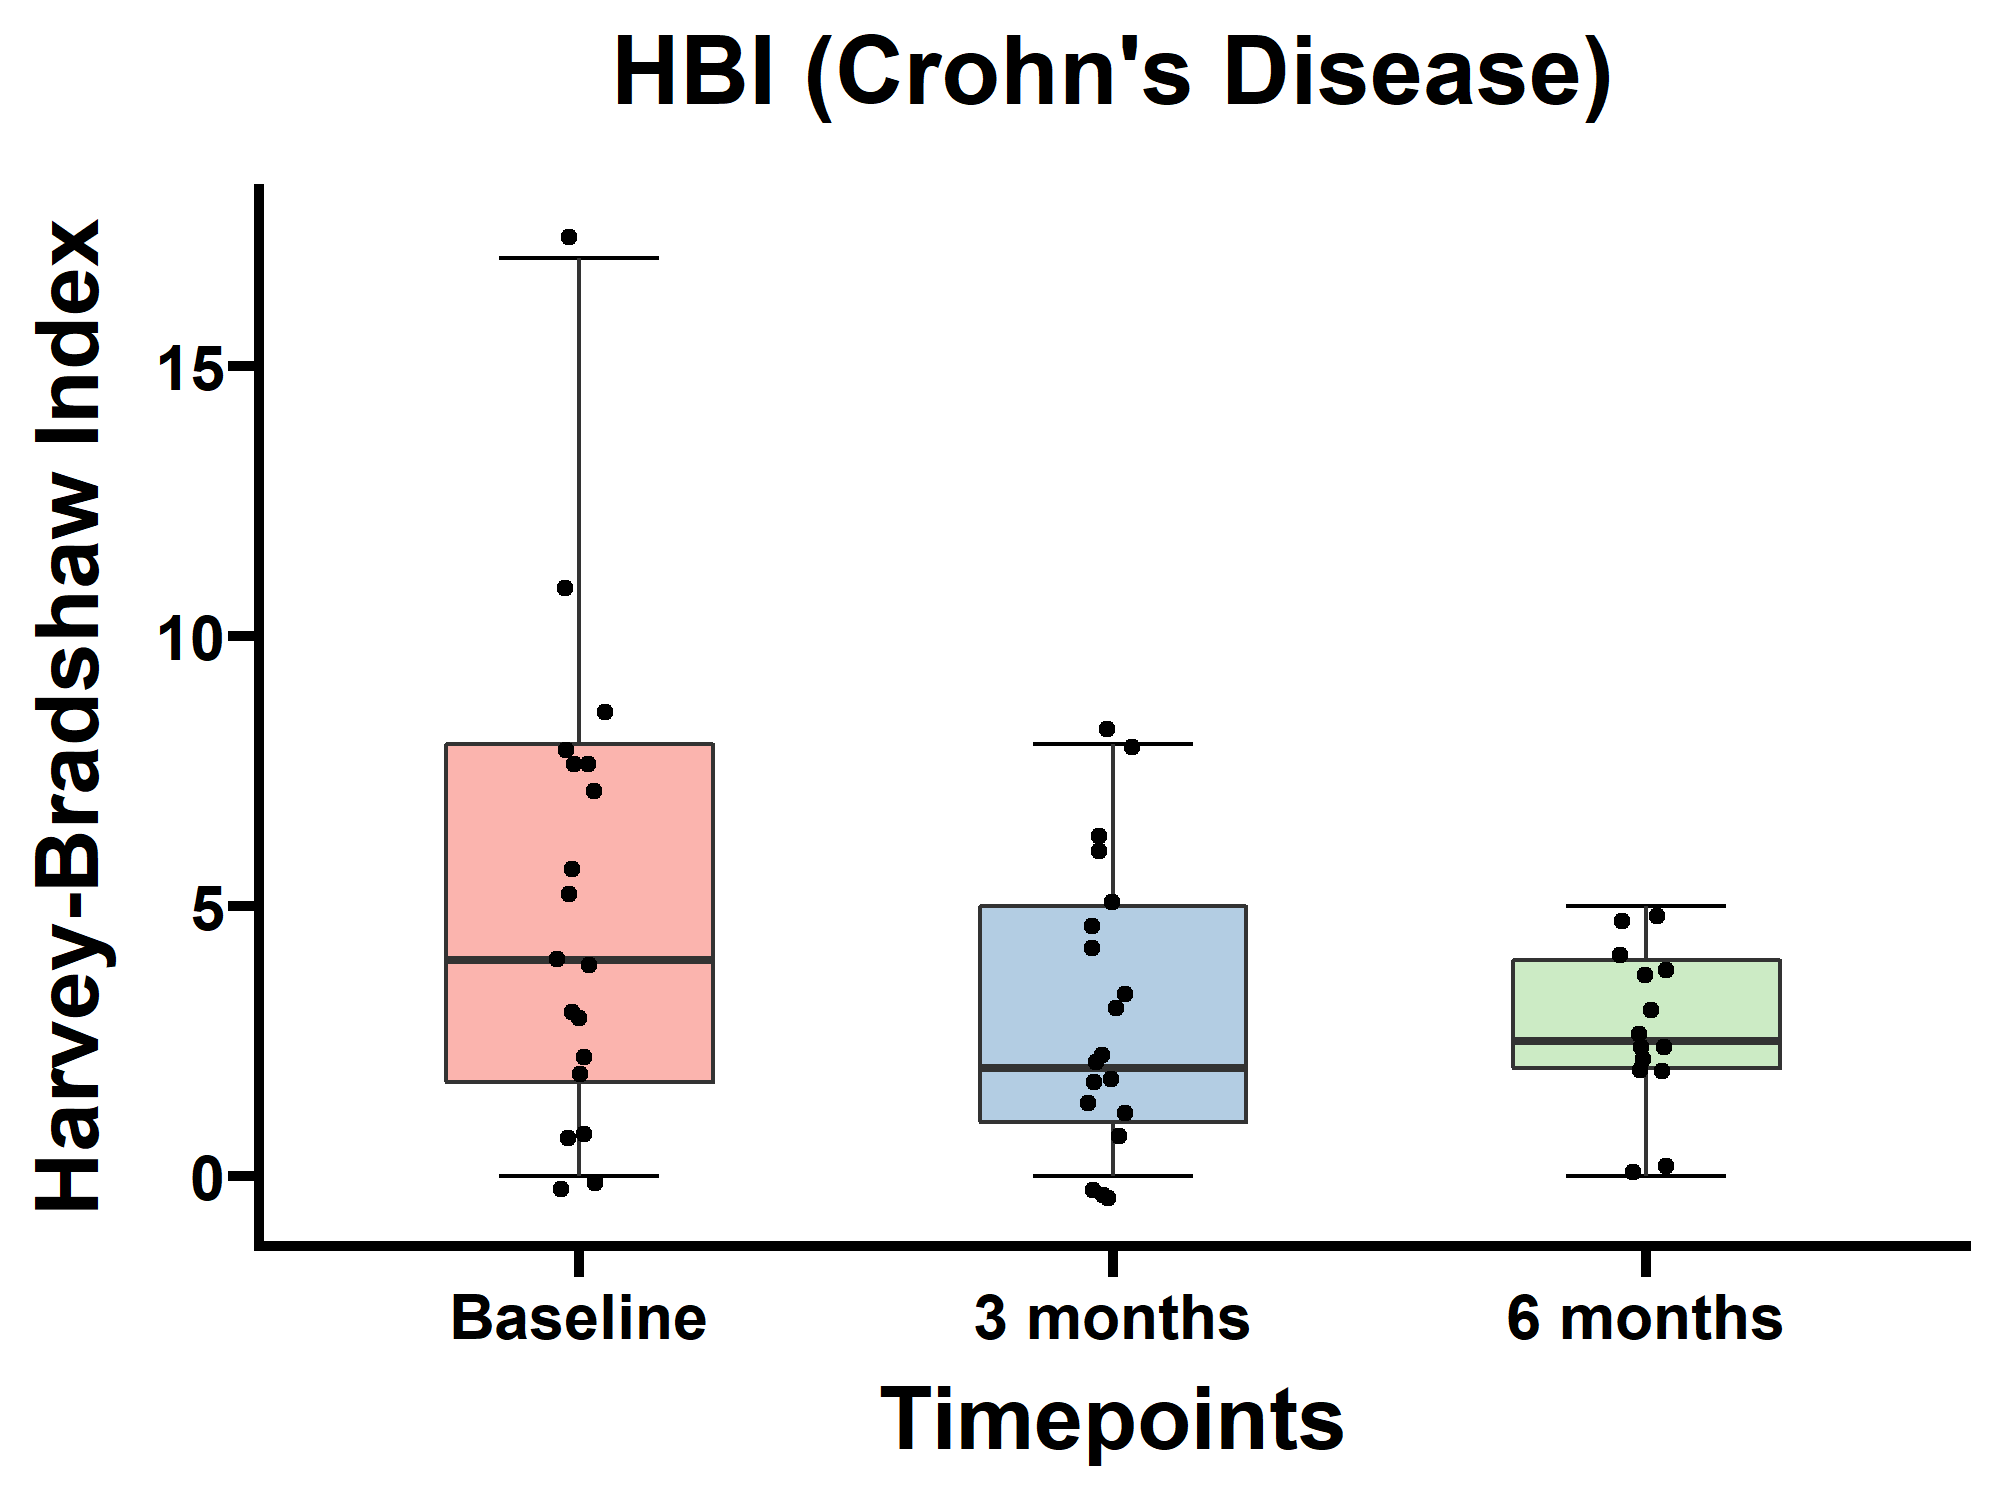 HBI (Crohn's Disease)
Harvey-Bradshaw Index
15
10
5
0
Baseline
3 months
6 months
Timepoints